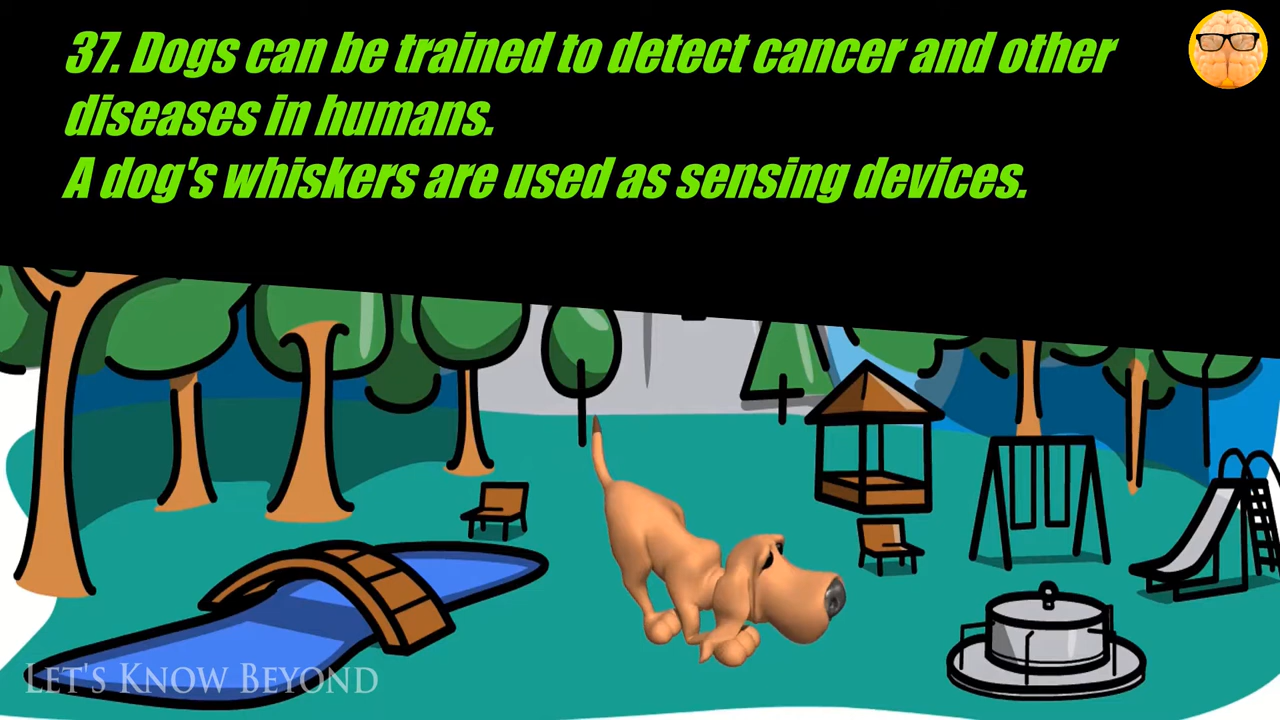 37. Dogs can be trained to detect cancer and other
diseases in humans.
A dog's whiskers are used as sensing devices.
Let's Know Beyond